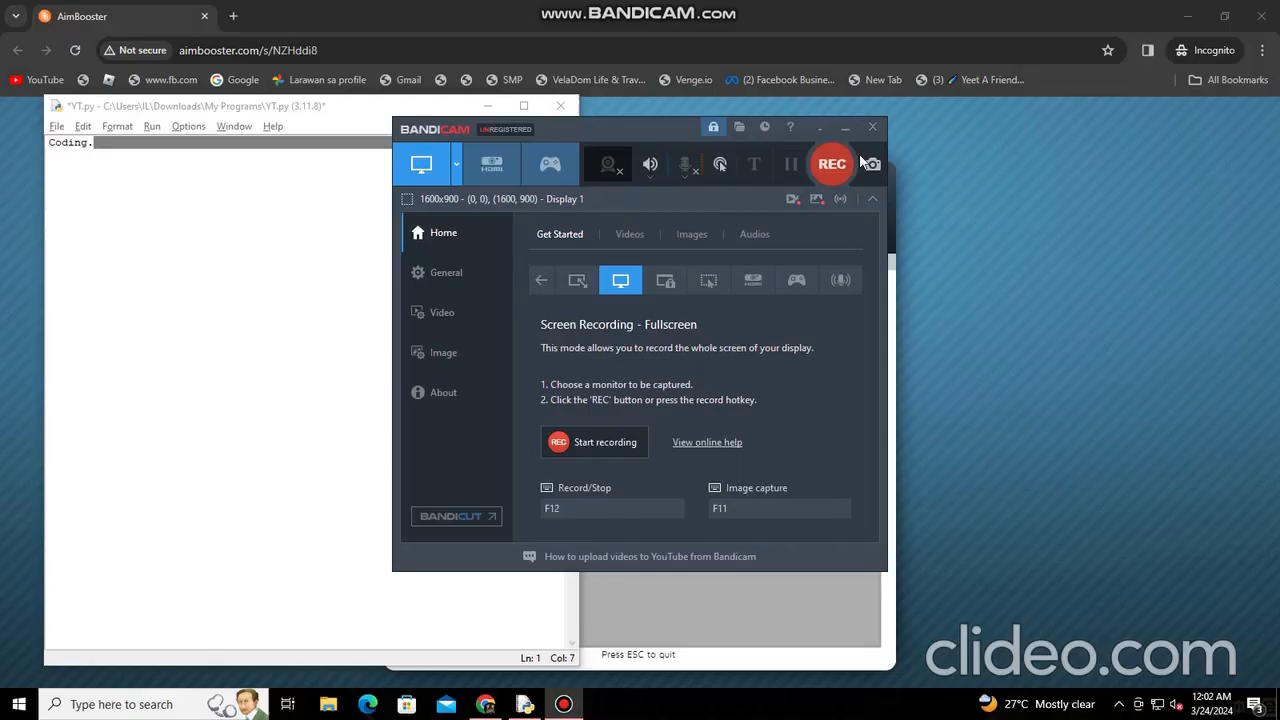 AimBooster
www.BANDICAM.com
Not secure
aimbooster.com/s/NZHddi8
Incognito
YouTube
www.fb.com
Google
Larawan sa profile
Gmail
SMP
VelaDom Life & Trav...
Venge.io
(2) Facebook Busine...
New Tab
(3) Yeet A Friend...
All Bookmarks
*YT.py - C:\Users\IL\Downloads\My Programs\YT.py (3.11.8)*
File Edit Format Run Options Window Help
Coding.
BANDICAM UNREGISTERED
HDMI
REC
1600x900 - (0, 0), (1600, 900) - Display 1
Home
General
Video
Image
About
BANDICUT
Get Started Videos Images Audios
HDMI
Screen Recording - Fullscreen
This mode allows you to record the whole screen of your display.
1. Choose a monitor to be captured.
2. Click the 'REC' button or press the record hotkey.
REC Start recording
View online help
Record/Stop
Image capture
F12
F11
How to upload videos to YouTube from Bandicam
Press ESC to quit
Ln: 1 Col: 7
clideo.com
Type here to search
27°C Mostly clear
12:02 AM
3/24/2024
3